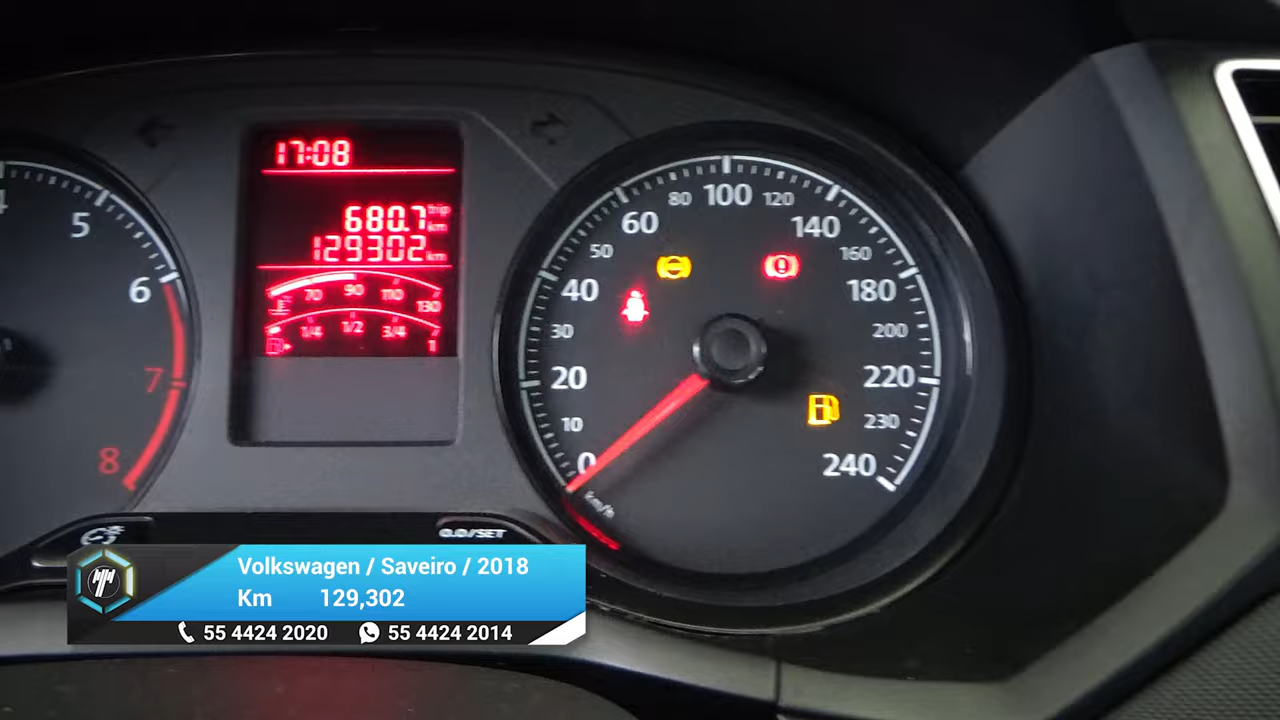 17:08
680.7 trip km
129302 km
70 90 110 130
1/4 1/2 3/4 1
5
6
7
8
0
10
20
30
40
50
60
80
100
120
140
160
180
200
220
230
240
km/h
0.0/SET
Volkswagen / Saveiro / 2018
Km 129,302
55 4424 2020 55 4424 2014